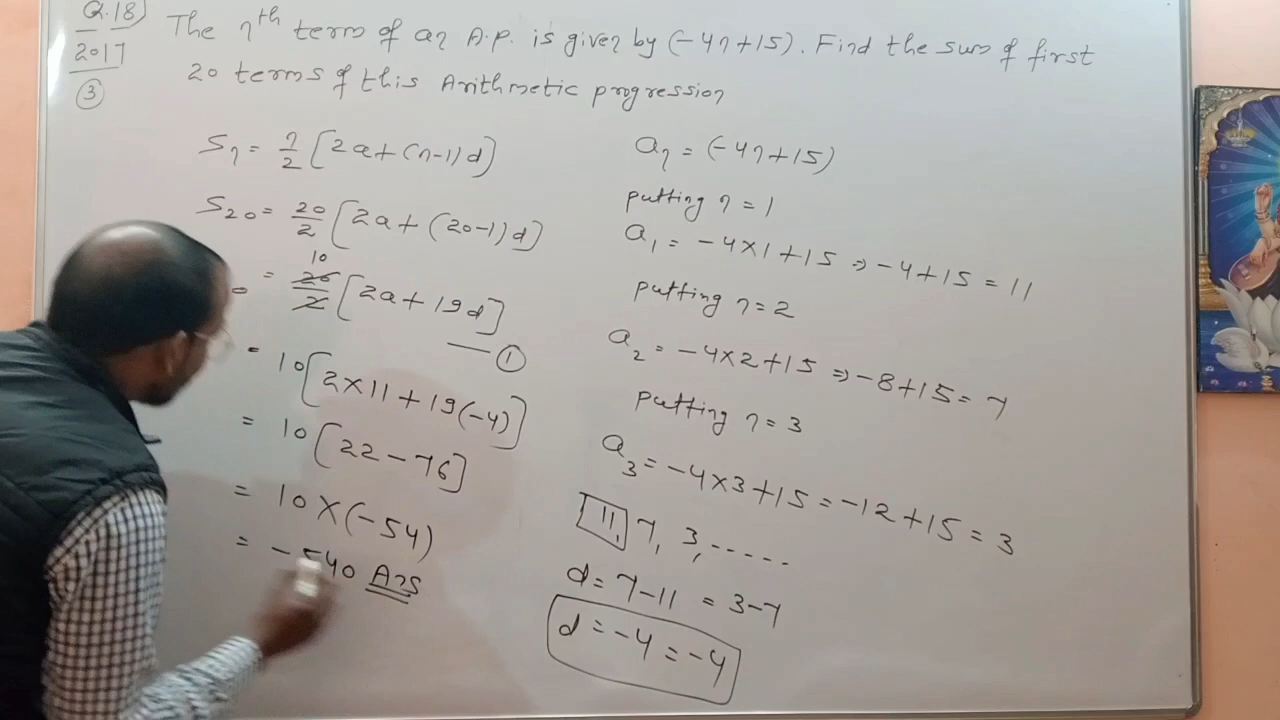 Q.18)
2017
③
The nth term of an A.P. is given by (-4n+15). Find the sum of first
20 terms of this Arithmetic progression
Sn = n/2 [2a+(n-1)d]
S20 = 20/2 [2a+(20-1)d]
= 20/2 10 [2a+19d]
— ①
= 10[2×11+19(-4)]
= 10[22-76]
= 10×(-54)
= -540 Ans
an = (-4n+15)
putting n=1
a1 = -4×1+15 ⇒ -4+15 = 11
putting n=2
a2 = -4×2+15 ⇒ -8+15 = 7
putting n=3
a3 = -4×3+15 = -12+15 = 3
11, 7, 3, ----
d = 7-11 = 3-7
d = -4 = -4